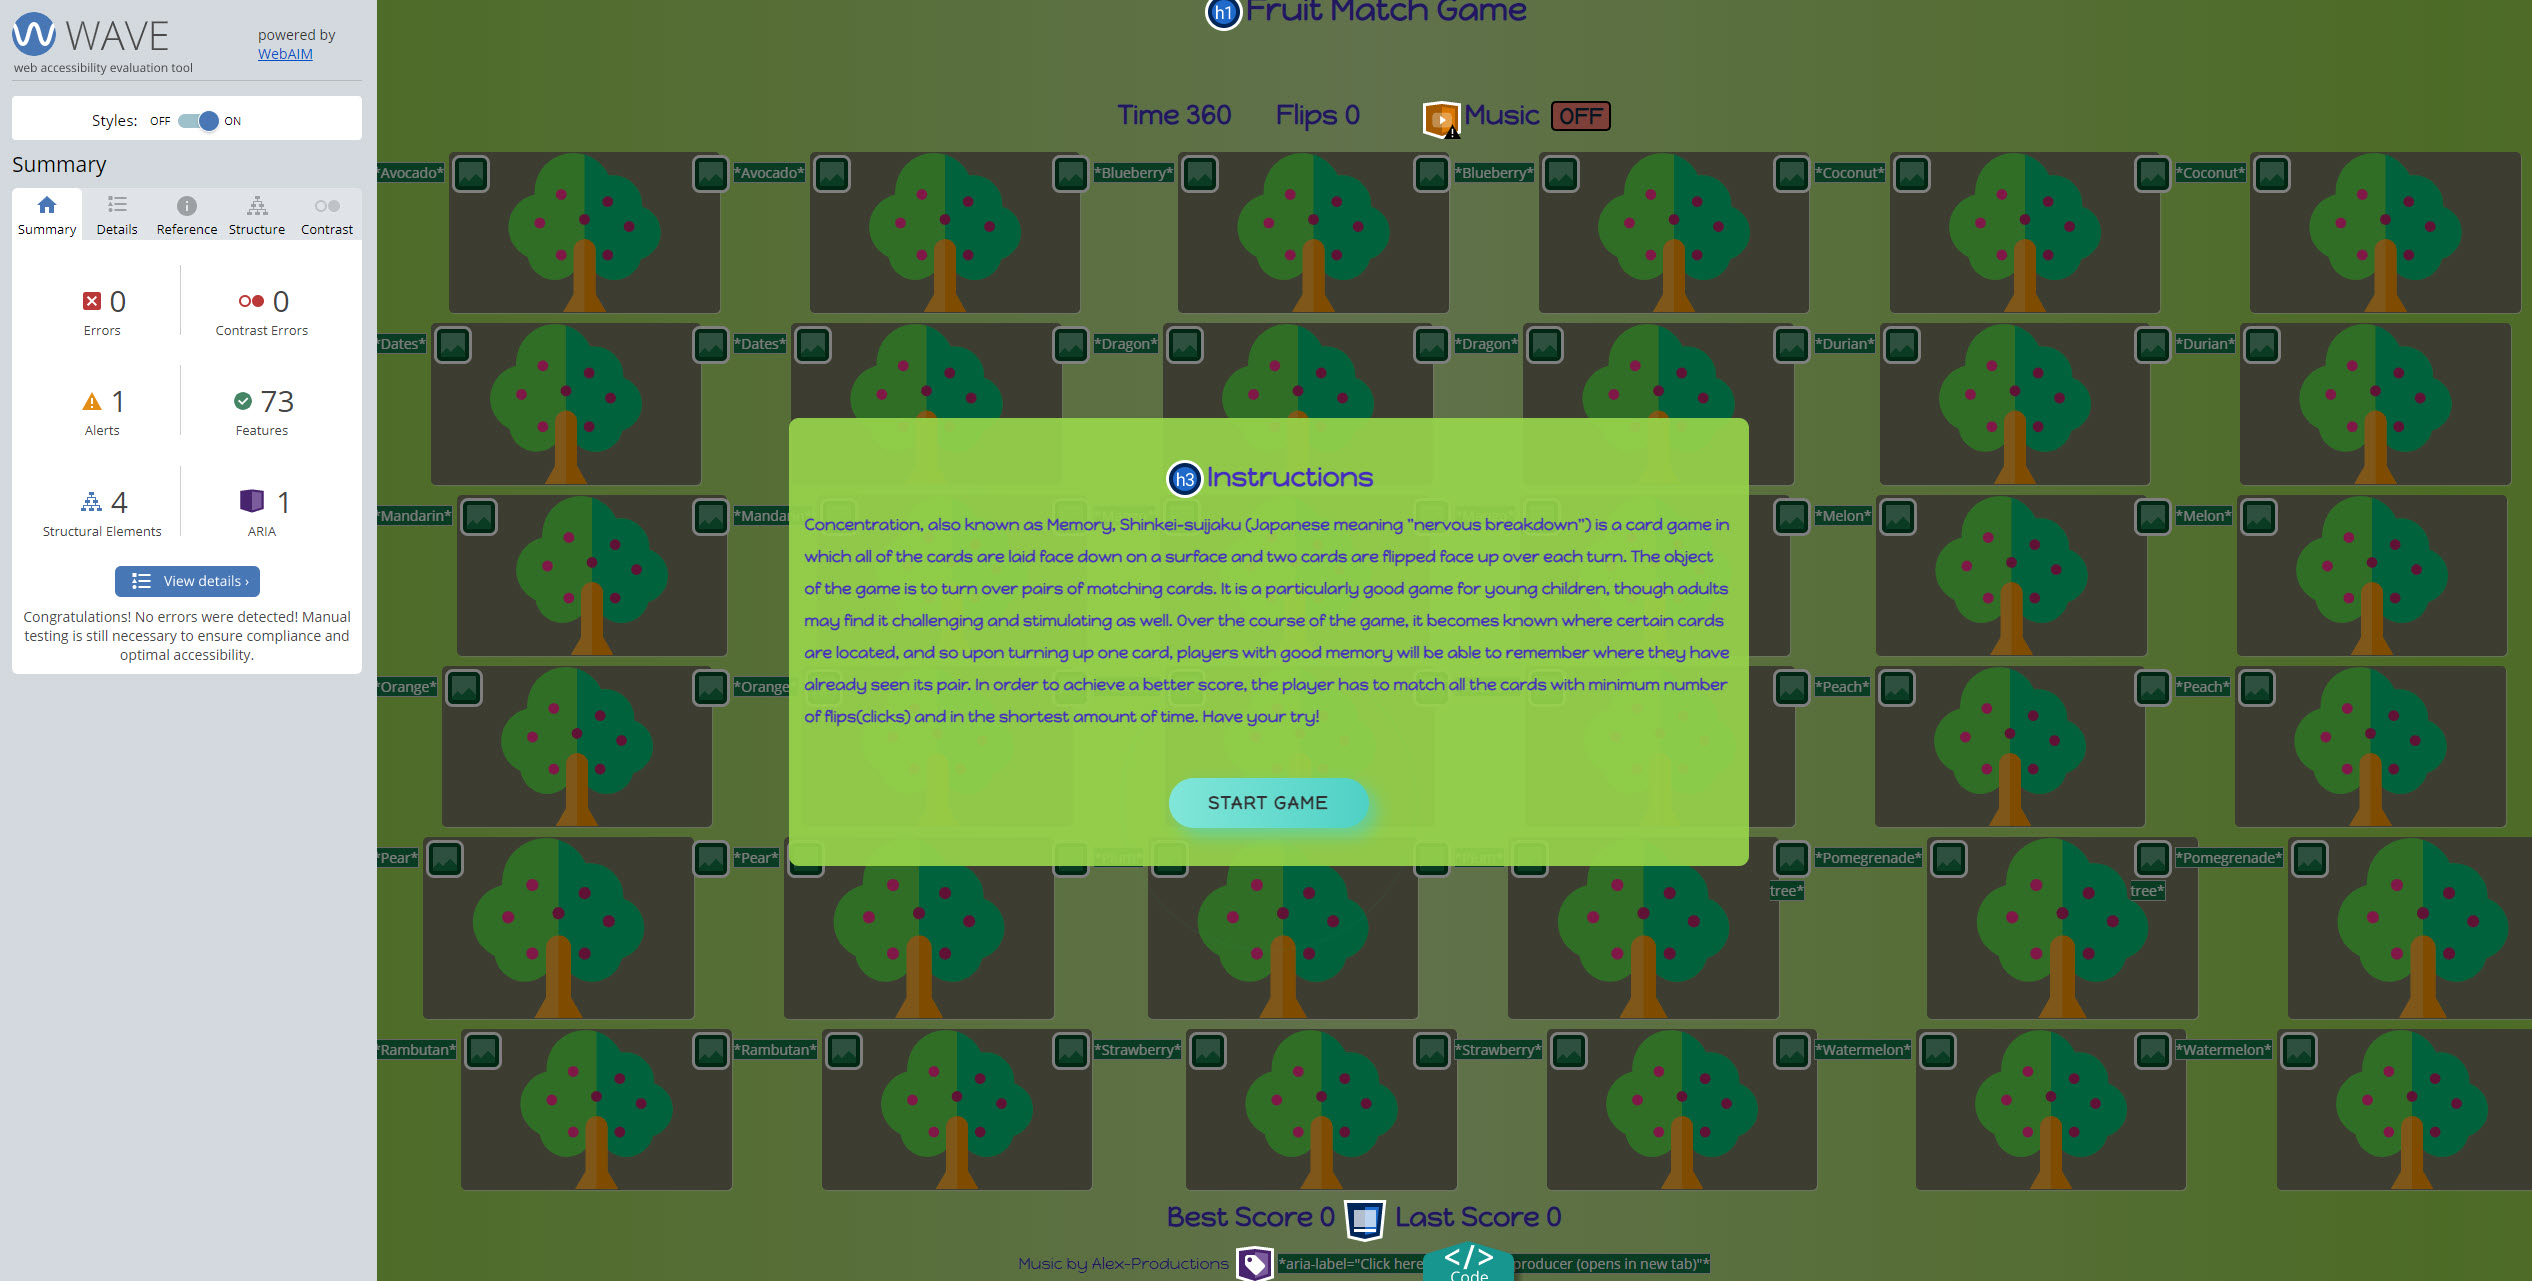 WAVE
powered by
WebAIM
web accessibility evaluation tool
Styles: OFF ON
Summary
Summary Details Reference Structure Contrast
0 0
Errors Contrast Errors
1 73
Alerts Features
4 1
Structural Elements ARIA
View details ›
Congratulations! No errors were detected! Manual
testing is still necessary to ensure compliance and
optimal accessibility.
h1 Fruit Match Game
Time 360 Flips 0 Music OFF
*Avocado* *Avocado* *Blueberry* *Blueberry* *Coconut* *Coconut*
*Dates* *Dates* *Dragon* *Dragon* *Durian* *Durian*
h3 Instructions
Concentration, also known as Memory, Shinkei-suijaku (Japanese meaning "nervous breakdown") is a card game in
which all of the cards are laid face down on a surface and two cards are flipped face up over each turn. The object
of the game is to turn over pairs of matching cards. It is a particularly good game for young children, though adults
may find it challenging and stimulating as well. Over the course of the game, it becomes known where certain cards
are located, and so upon turning up one card, players with good memory will be able to remember where they have
already seen its pair. In order to achieve a better score, the player has to match all the cards with minimum number
of flips(clicks) and in the shortest amount of time. Have your try!
START GAME
*Mandarin* *Mandar *Melon* *Melon*
*Orange* *Orange *Peach* *Peach*
*Pear* *Pear* *Plum* *Plum* *Pomegrenade* *Pomegrenade*
tree* tree*
*Rambutan* *Rambutan* *Strawberry* *Strawberry* *Watermelon* *Watermelon*
Best Score 0 Last Score 0
Music by Alex-Productions *aria-label="Click here producer (opens in new tab)"*
</> Code